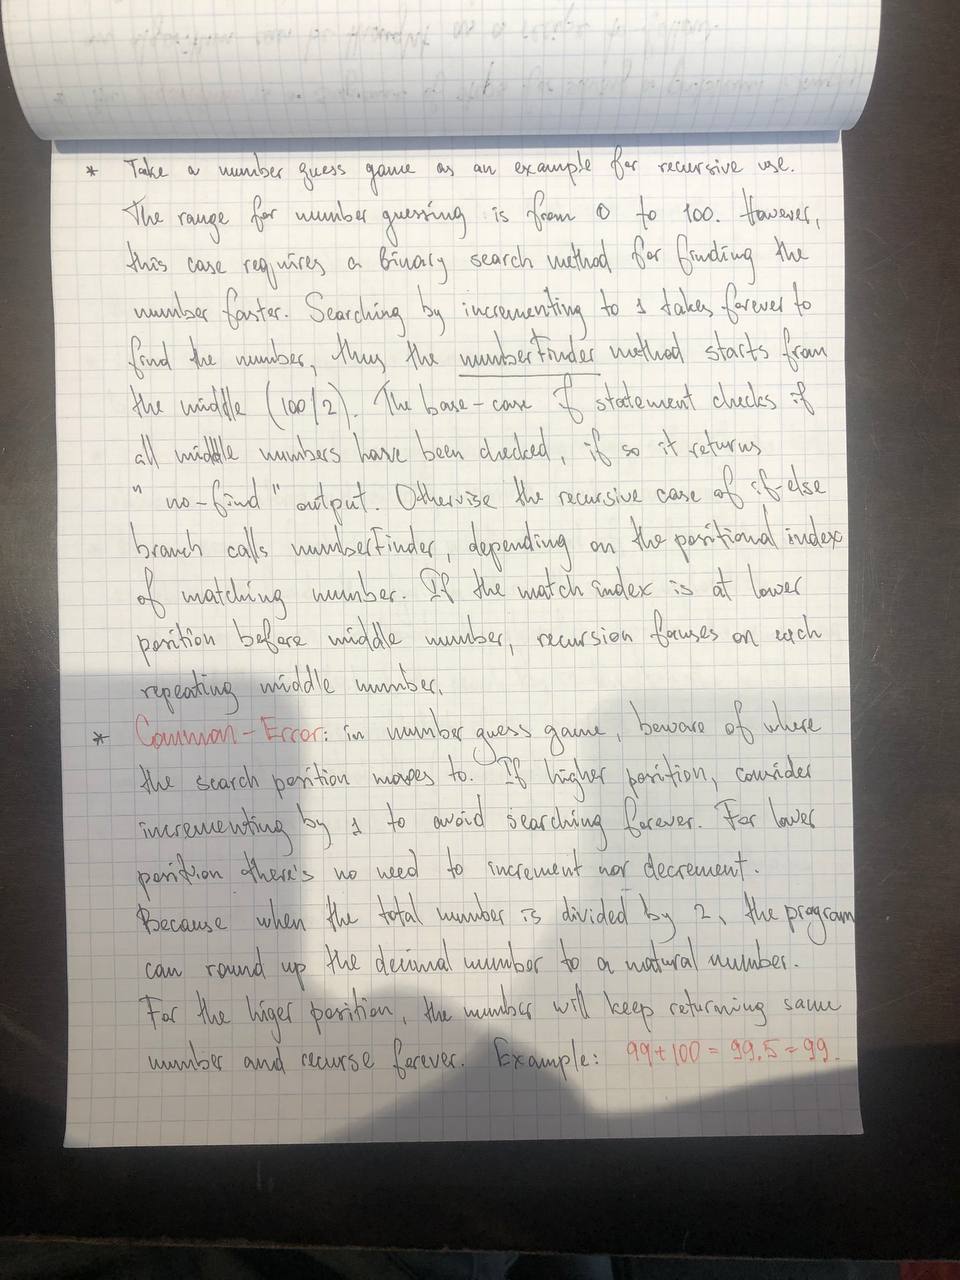 * Take a number guess game as an example for recursive use.
The range for number guessing is from 0 to 100. However,
this case requires a binary search method for finding the
number faster. Searching by incrementing to 1 takes forever to
find the number, thus the numberFinder method starts from
the middle (100/2). The base-case if statement checks if
all middle numbers have been checked, if so it returns
"no-find" output. Otherwise the recursive case of if-else
branch calls numberFinder, depending on the positional index
of matching number. If the match index is at lower
position before middle number, recursion focuses on each
repeating middle number.
* Common-Error: in number guess game, beware of where
the search position moves to. If higher position, consider
incrementing by 1 to avoid searching forever. For lower
position there's no need to increment nor decrement.
Because when the total number is divided by 2, the program
can round up the decimal number to a natural number.
For the higer position, the number will keep returning same
number and recurse forever. Example: 99+100 = 99.5 = 99.